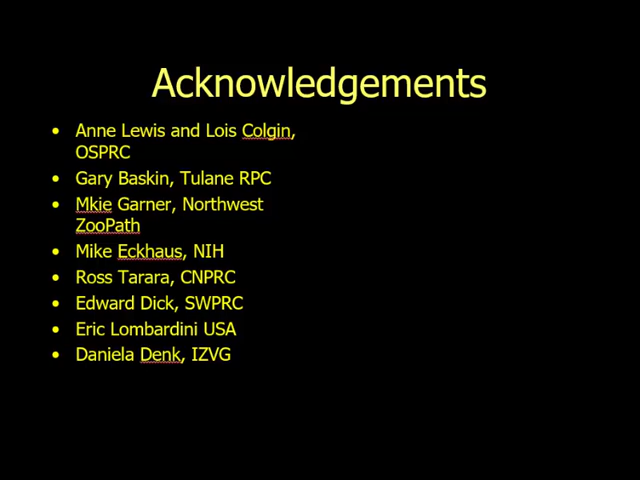 Acknowledgements
• Anne Lewis and Lois Colgin,
OSPRC
• Gary Baskin, Tulane RPC
• Mkie Garner, Northwest
ZooPath
• Mike Eckhaus, NIH
• Ross Tarara, CNPRC
• Edward Dick, SWPRC
• Eric Lombardini USA
• Daniela Denk, IZVG